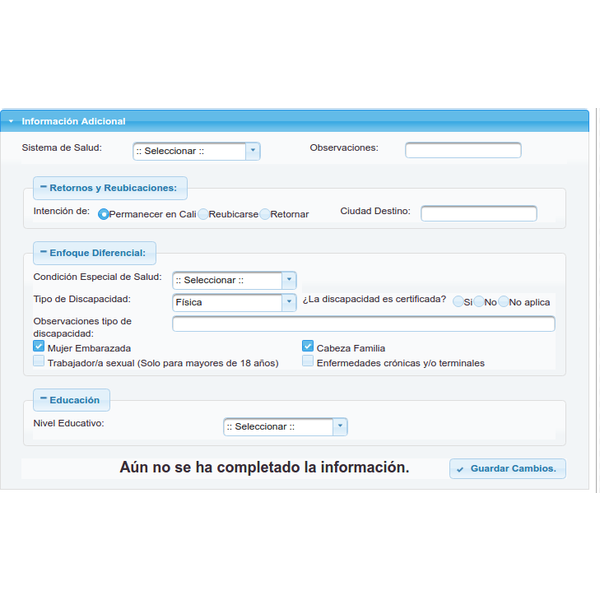 Información Adicional
Sistema de Salud: :: Seleccionar :: Observaciones:
Retornos y Reubicaciones:
Intención de: Permanecer en Cali Reubicarse Retornar Ciudad Destino:
Enfoque Diferencial:
Condición Especial de Salud: :: Seleccionar ::
Tipo de Discapacidad: Física ¿La discapacidad es certificada? Si No No aplica
Observaciones tipo de
discapacidad:
Mujer Embarazada Cabeza Familia
Trabajador/a sexual (Solo para mayores de 18 años) Enfermedades crónicas y/o terminales
Educación
Nivel Educativo: :: Seleccionar ::
Aún no se ha completado la información. Guardar Cambios.